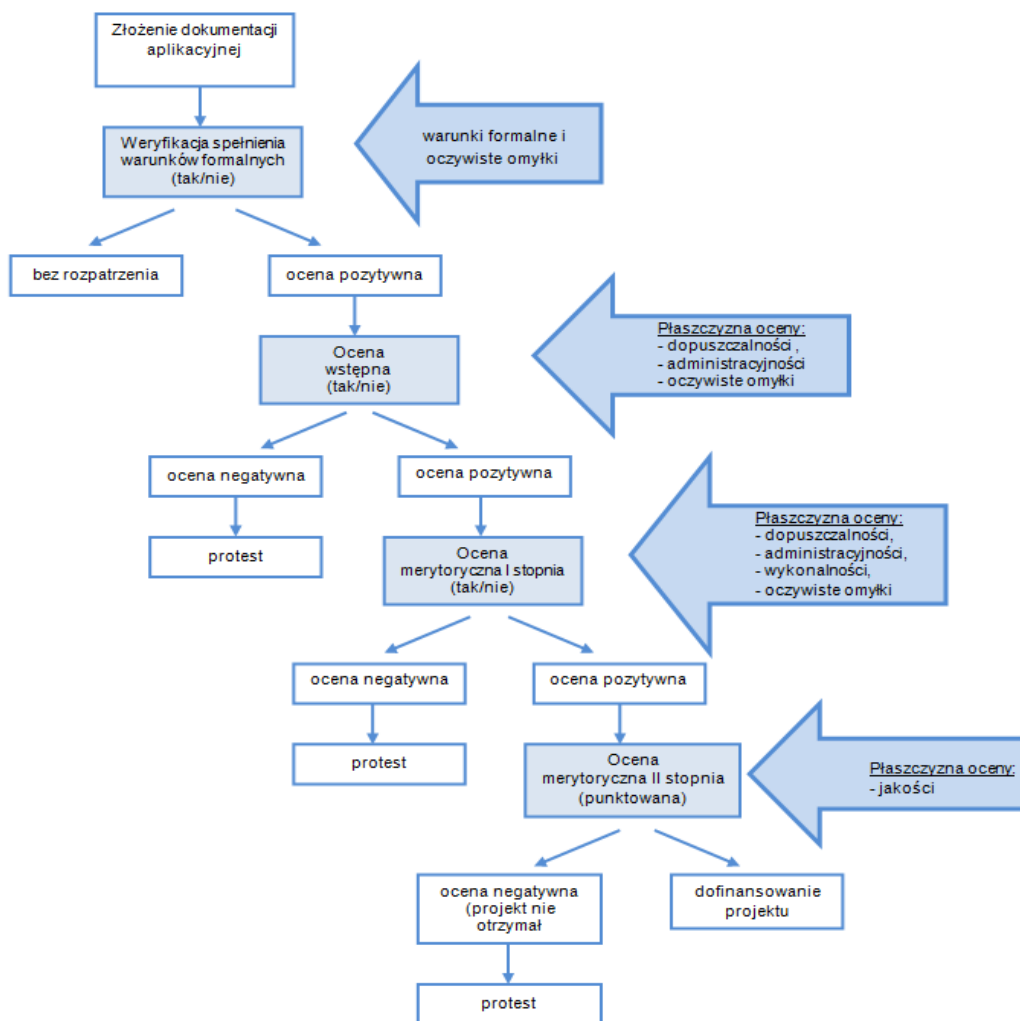 Złożenie dokumentacji
aplikacyjnej
Weryfikacja spełnienia
warunków formalnych
(tak/nie)
warunki formalne i
oczywiste omyłki
bez rozpatrzenia
ocena pozytywna
Ocena
wstępna
(tak/nie)
Płaszczyzna oceny:
- dopuszczalności ,
- administracyjności
- oczywiste omyłki
ocena negatywna
ocena pozytywna
protest
Ocena
merytoryczna I stopnia
(tak/nie)
Płaszczyzna oceny:
- dopuszczalności,
- administracyjności,
- wykonalności,
- oczywiste omyłki
ocena negatywna
ocena pozytywna
protest
Ocena
merytoryczna II stopnia
(punktowana)
Płaszczyzna oceny:
- jakości
ocena negatywna
(projekt nie
otrzymał
dofinansowanie
projektu
protest